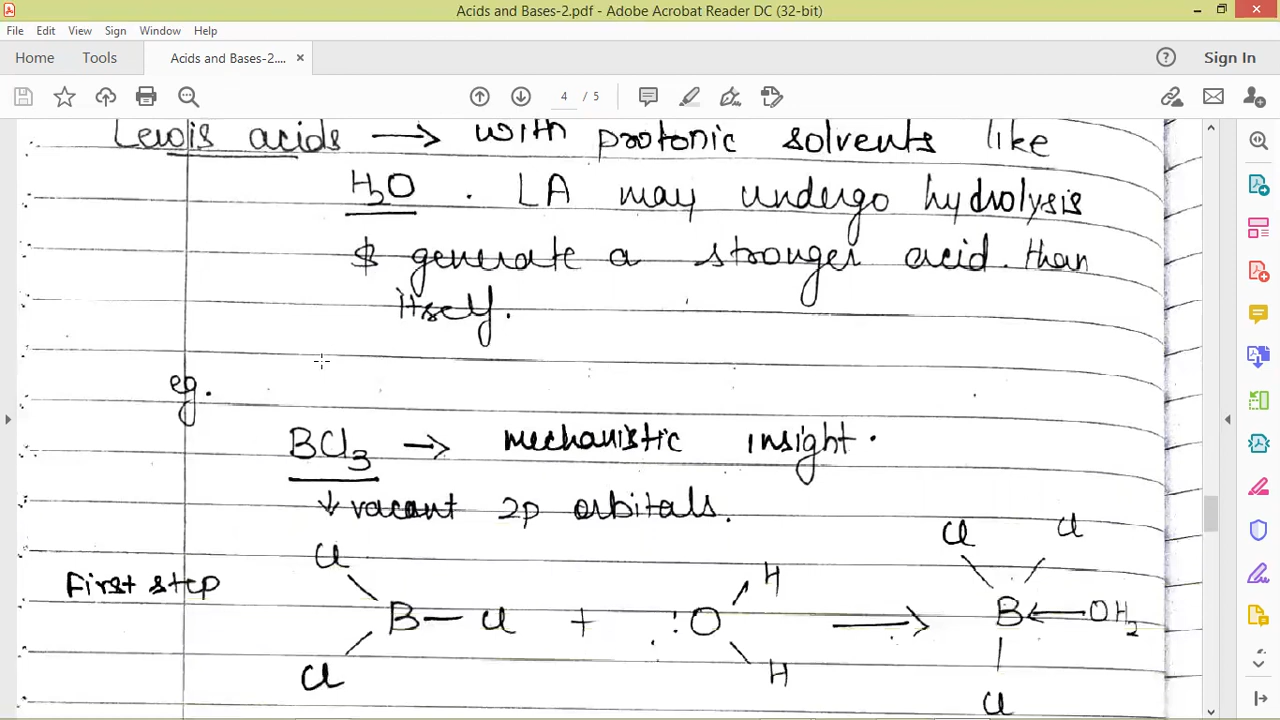 Acids and Bases-2.pdf - Adobe Acrobat Reader DC (32-bit)
File Edit View Sign Window Help
Home Tools Acids and Bases-2.... × Sign In
4 / 5
Lewis acids → with protonic solvents like
H2O . LA may undergo hydrolysis
$ generate a stronger acid. than
itself.
eg.
BCl3 → mechanistic insight.
↓ vacant 2p orbitals.
First step
Cl Cl Cl
B — Cl + :O H H → B ← OH2
Cl Cl